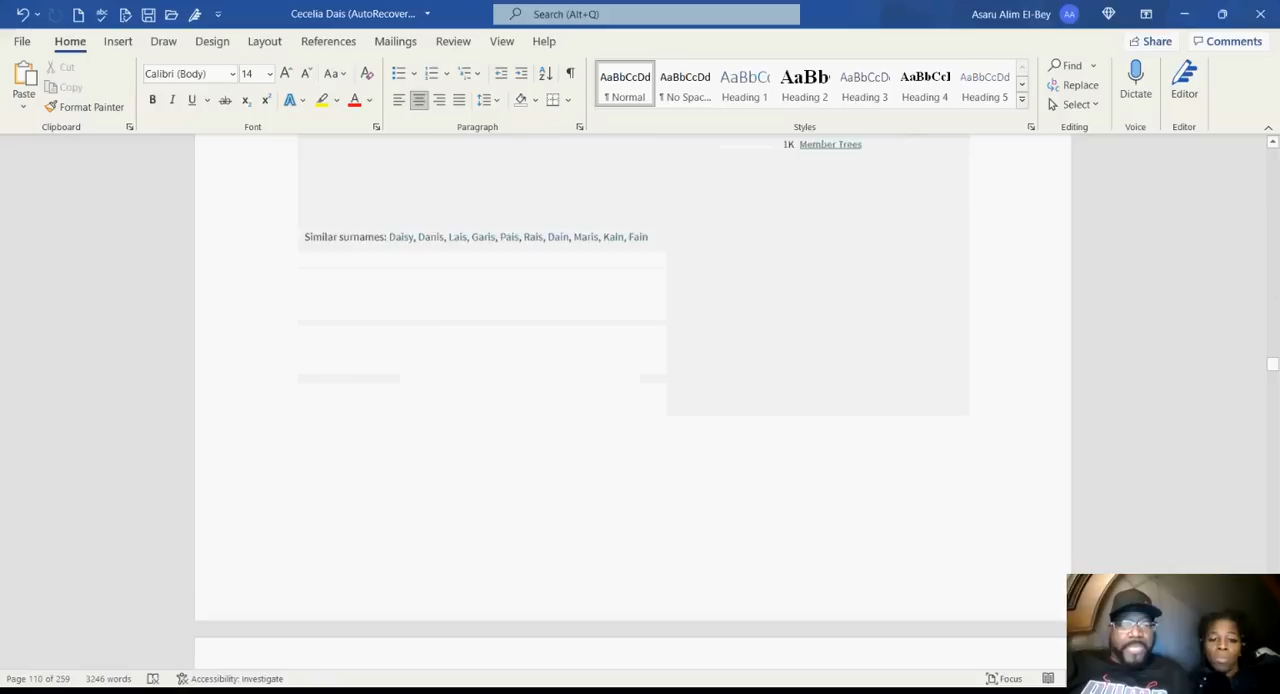 Cecelia Dais (AutoRecover...
Search (Alt+Q)
Asaru Alim El-Bey
AA
File Home Insert Draw Design Layout References Mailings Review View Help
Share Comments
Paste
Cut
Copy
Format Painter
Clipboard
Calibri (Body) 14
Font
Paragraph
AaBbCcDd AaBbCcDd AaBbC AaBb AaBbCcD AaBbCcI AaBbCcDd
¶ Normal ¶ No Spac... Heading 1 Heading 2 Heading 3 Heading 4 Heading 5
Styles
Find
Replace
Select
Editing
Dictate
Voice
Editor
Editor
1K Member Trees
Similar surnames: Daisy, Danis, Lais, Garis, Pais, Rais, Dain, Maris, Kain, Fain
Page 110 of 259 3246 words Accessibility: Investigate Focus